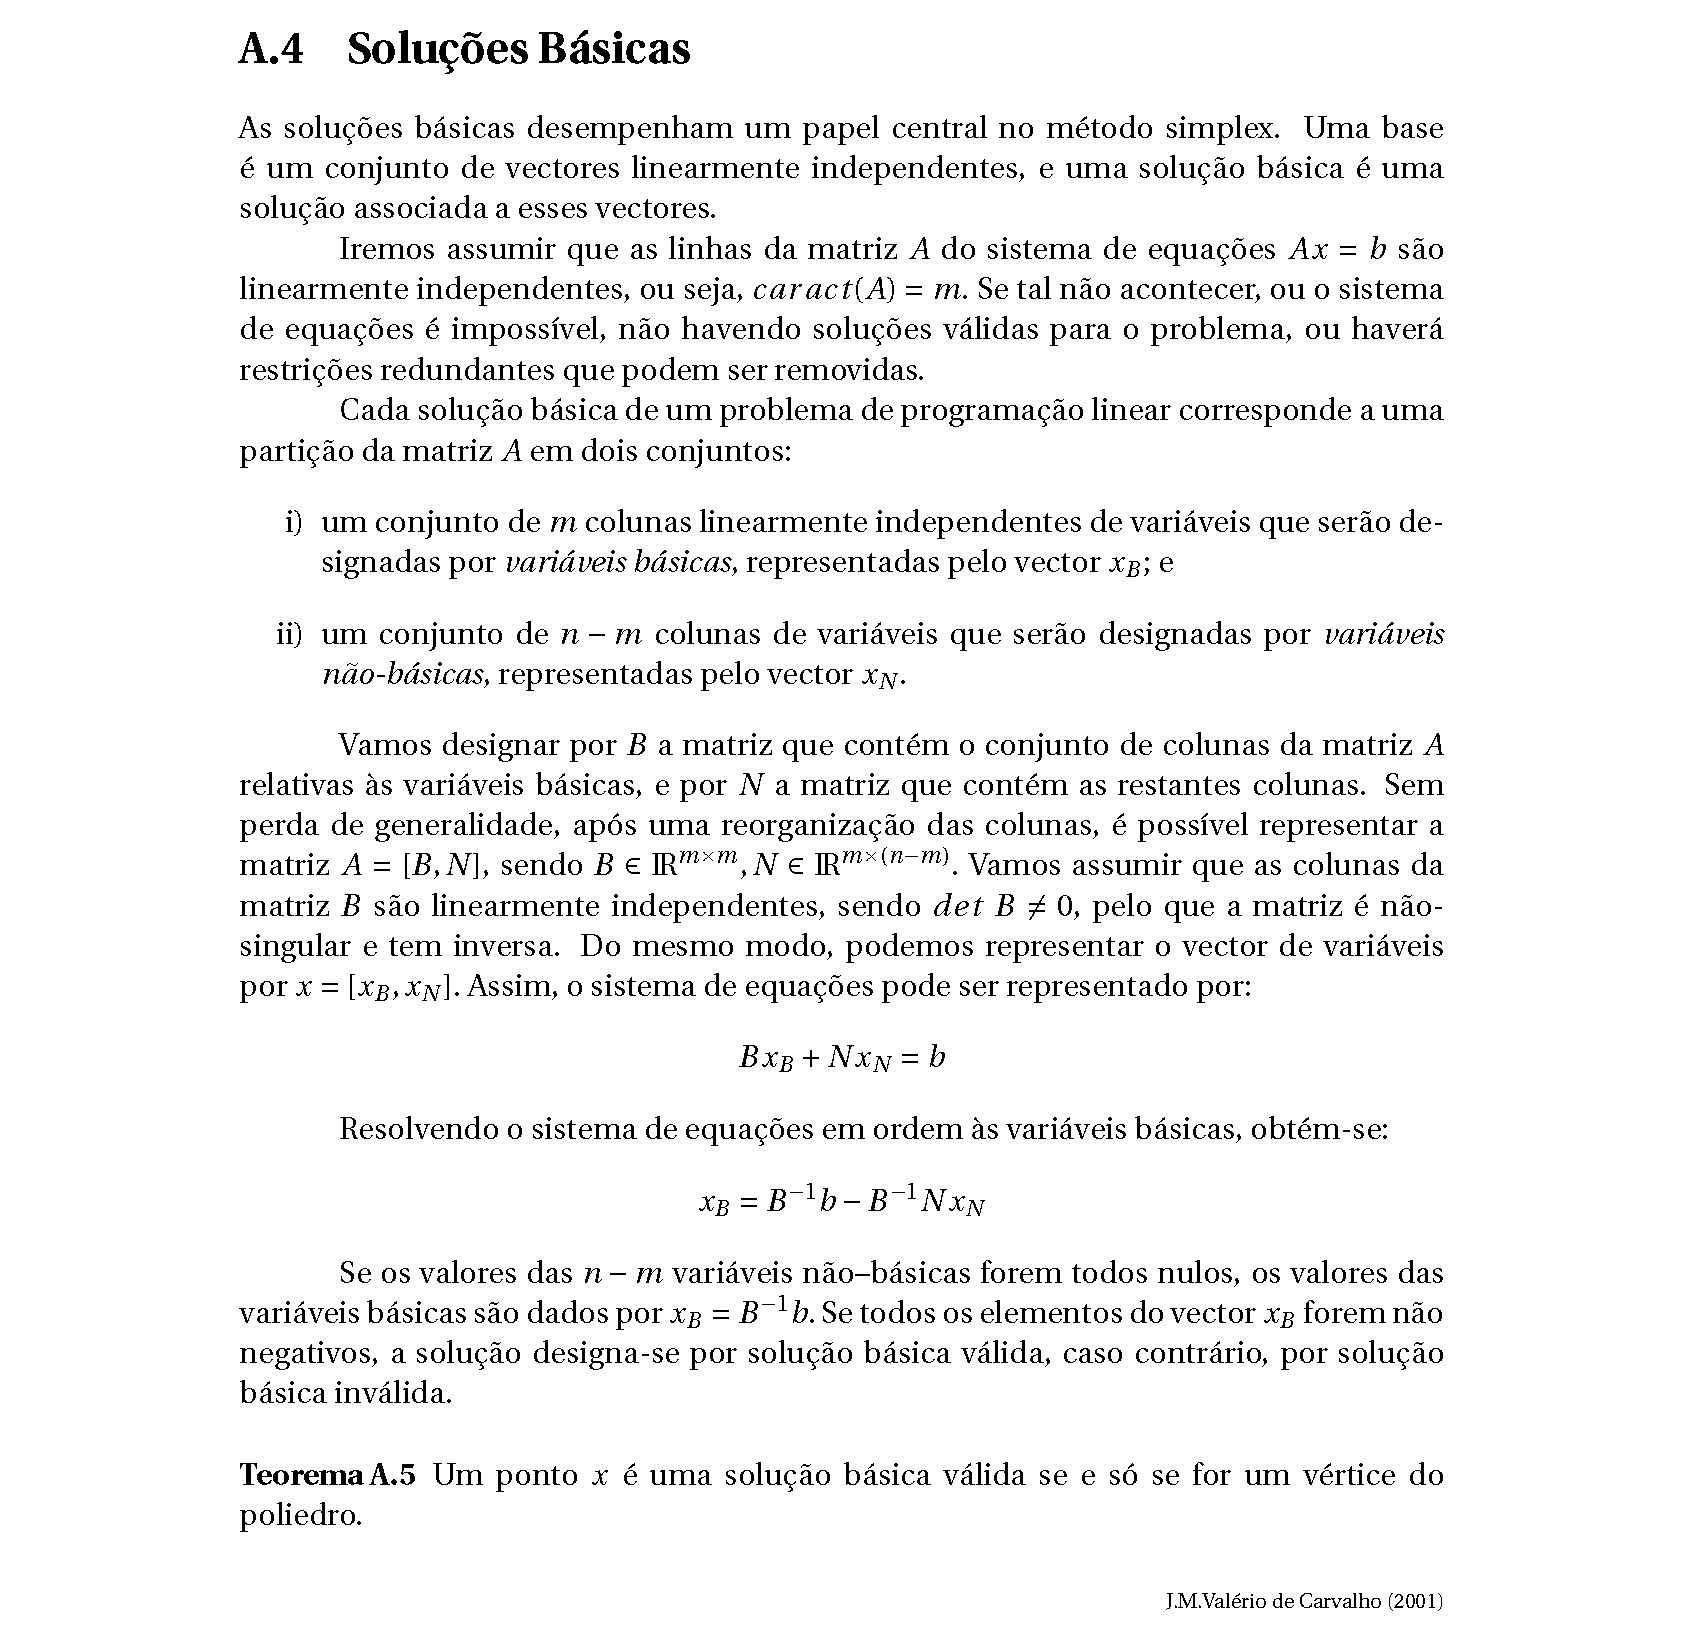 A.4 Soluções Básicas
As soluções básicas desempenham um papel central no método simplex. Uma base
é um conjunto de vectores linearmente independentes, e uma solução básica é uma
solução associada a esses vectores.
Iremos assumir que as linhas da matriz A do sistema de equações Ax = b são
linearmente independentes, ou seja, caract(A) = m. Se tal não acontecer, ou o sistema
de equações é impossível, não havendo soluções válidas para o problema, ou haverá
restrições redundantes que podem ser removidas.
Cada solução básica de um problema de programação linear corresponde a uma
partição da matriz A em dois conjuntos:
i) um conjunto de m colunas linearmente independentes de variáveis que serão de-
signadas por variáveis básicas, representadas pelo vector x_B; e
ii) um conjunto de n − m colunas de variáveis que serão designadas por variáveis
não-básicas, representadas pelo vector x_N.
Vamos designar por B a matriz que contém o conjunto de colunas da matriz A
relativas às variáveis básicas, e por N a matriz que contém as restantes colunas. Sem
perda de generalidade, após uma reorganização das colunas, é possível representar a
matriz A = [B, N], sendo B ∈ ℝ^{m×m}, N ∈ ℝ^{m×(n−m)}. Vamos assumir que as colunas da
matriz B são linearmente independentes, sendo det B ≠ 0, pelo que a matriz é não-
singular e tem inversa. Do mesmo modo, podemos representar o vector de variáveis
por x = [x_B, x_N]. Assim, o sistema de equações pode ser representado por:
Bx_B + Nx_N = b
Resolvendo o sistema de equações em ordem às variáveis básicas, obtém-se:
x_B = B^{−1}b − B^{−1}Nx_N
Se os valores das n − m variáveis não–básicas forem todos nulos, os valores das
variáveis básicas são dados por x_B = B^{−1}b. Se todos os elementos do vector x_B forem não
negativos, a solução designa-se por solução básica válida, caso contrário, por solução
básica inválida.
Teorema A.5 Um ponto x é uma solução básica válida se e só se for um vértice do
poliedro.
J.M.Valério de Carvalho (2001)